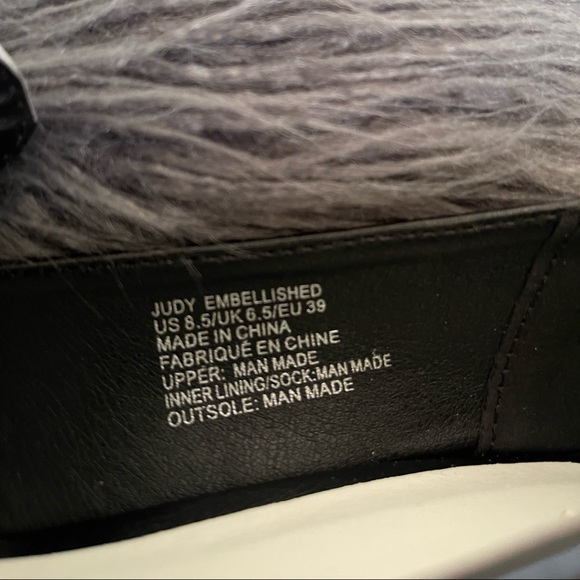 JUDY EMBELLISHED
US 8.5/UK 6.5/EU 39
MADE IN CHINA
FABRIQUÉ EN CHINE
UPPER: MAN MADE
INNER LINING/SOCK:MAN MADE
OUTSOLE: MAN MADE